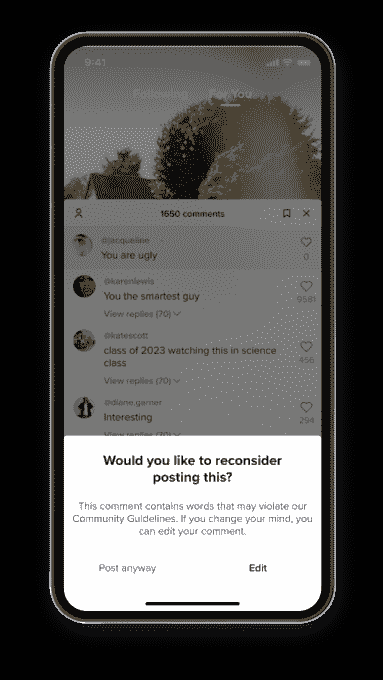 9:41
Following For You
1650 comments
@jacqueline
You are ugly
0
@karenlewis
You the smartest guy
9581
View replies (70)
@katescott
class of 2023 watching this in science
class
456
View replies (70)
@diane.garner
Interesting
294
View replies (70)
Would you like to reconsider
posting this?
This comment contains words that may violate our
Community Guidelines. If you change your mind, you
can edit your comment.
Post anyway Edit